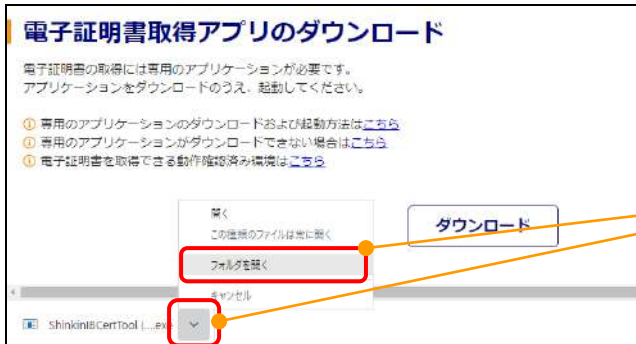 電子証明書取得アプリのダウンロード
電子証明書の取得には専用のアプリケーションが必要です。
アプリケーションをダウンロードのうえ、起動してください。
専用のアプリケーションのダウンロードおよび起動方法はこちら
専用のアプリケーションがダウンロードできない場合はこちら
電子証明書を取得できる動作確認済み環境はこちら
開く
この種類のファイルは常に開く
ダウンロード
フォルダを開く
キャンセル
ShinkinIBCertTool (....exe